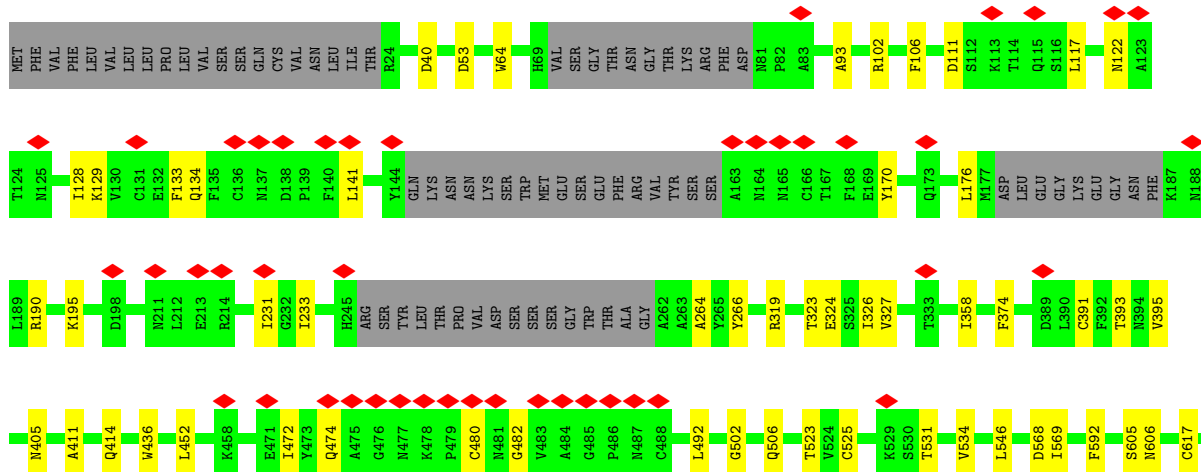 MET PHE VAL PHE LEU VAL LEU LEU PRO LEU VAL SER SER GLN CYS VAL ASN LEU ILE THR R24 D40 D53 W64 H69 VAL SER GLY THR ASN GLY THR LYS ARG PHE ASP N81 P82 A83 A93 R102 F106 D111 S112 K113 T114 Q115 S116 L117 N122 A123
T124 N125 I128 K129 V130 C131 E132 F133 Q134 F135 C136 N137 D138 P139 F140 L141 Y144 GLN LYS ASN ASN LYS SER TRP MET GLU SER GLU PHE ARG VAL TYR SER SER A163 N164 N165 C166 T167 F168 E169 Y170 Q173 L176 M177 ASP LEU GLU GLY LYS GLU GLY ASN PHE K187 N188
L189 R190 K195 D198 N211 L212 E213 R214 I231 G232 I233 H245 ARG SER TYR LEU THR PRO VAL ASP SER SER SER GLY TRP THR ALA GLY A262 A263 A264 Y265 Y266 R319 T323 E324 S325 I326 V327 T333 I358 F374 D389 L390 C391 F392 T393 N394 V395
N405 A411 Q414 W436 L452 K458 E471 I472 Y473 Q474 A475 G476 N477 K478 P479 C480 N481 G482 V483 A484 G485 P486 N487 C488 L492 G502 Q506 T523 V524 C525 K529 S530 T531 V534 L546 D568 I569 F592 S605 N606 C617